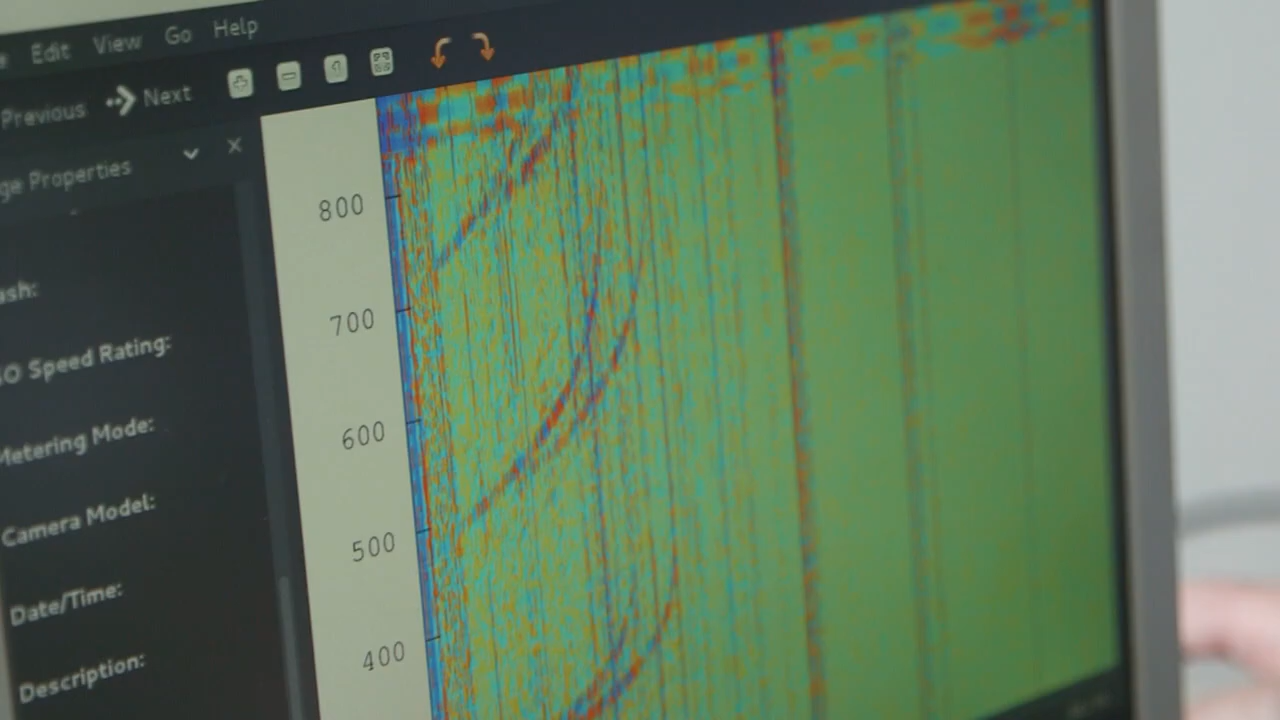 Edit View Go Help
Previous Next
ge Properties
ash:
SO Speed Rating:
Metering Mode:
Camera Model:
Date/Time:
Description:
800
700
600
500
400